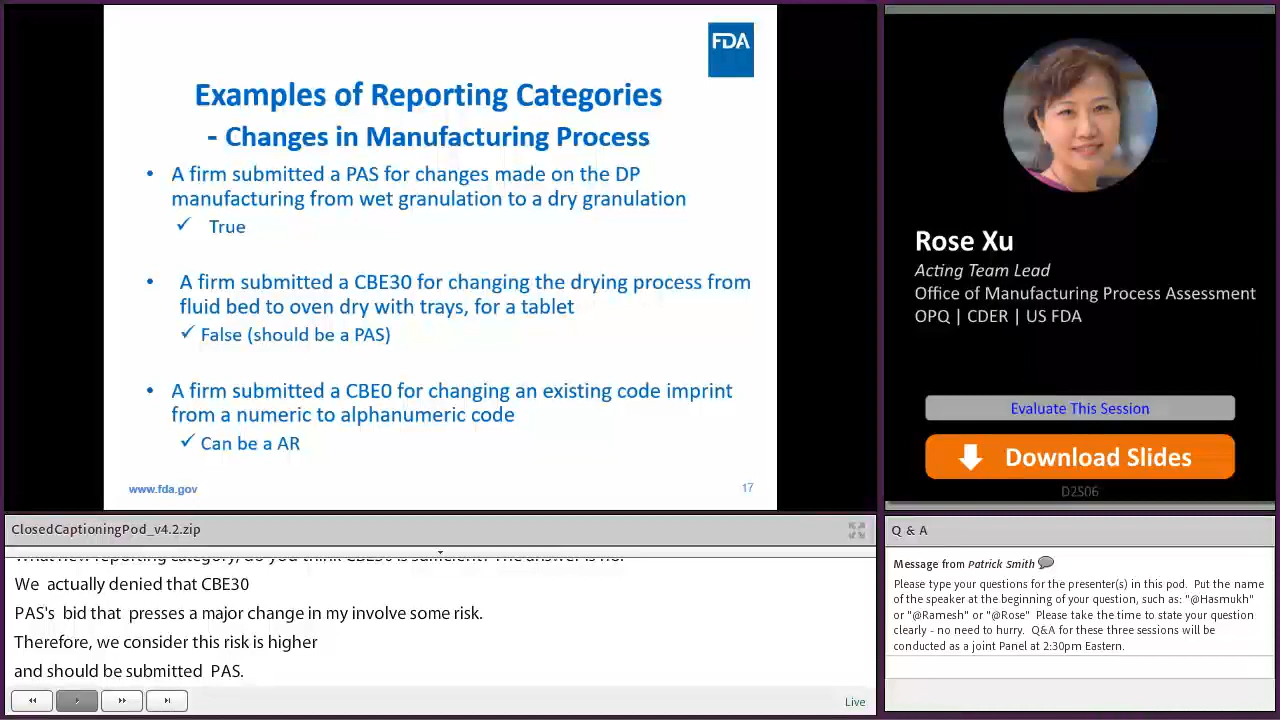 FDA
Examples of Reporting Categories
- Changes in Manufacturing Process
• A firm submitted a PAS for changes made on the DP
manufacturing from wet granulation to a dry granulation
✓ True
• A firm submitted a CBE30 for changing the drying process from
fluid bed to oven dry with trays, for a tablet
✓ False (should be a PAS)
• A firm submitted a CBE0 for changing an existing code imprint
from a numeric to alphanumeric code
✓ Can be a AR
www.fda.gov
17
Rose Xu
Acting Team Lead
Office of Manufacturing Process Assessment
OPQ | CDER | US FDA
Evaluate This Session
Download Slides
D2S06
ClosedCaptioningPod_v4.2.zip
We actually denied that CBE30
PAS's bid that presses a major change in my involve some risk.
Therefore, we consider this risk is higher
and should be submitted PAS.
Live
Q & A
Message from Patrick Smith
Please type your questions for the presenter(s) in this pod. Put the name
of the speaker at the beginning of your question, such as: "@Hasmukh"
or "@Ramesh" or "@Rose" Please take the time to state your question
clearly - no need to hurry. Q&A for these three sessions will be
conducted as a joint Panel at 2:30pm Eastern.